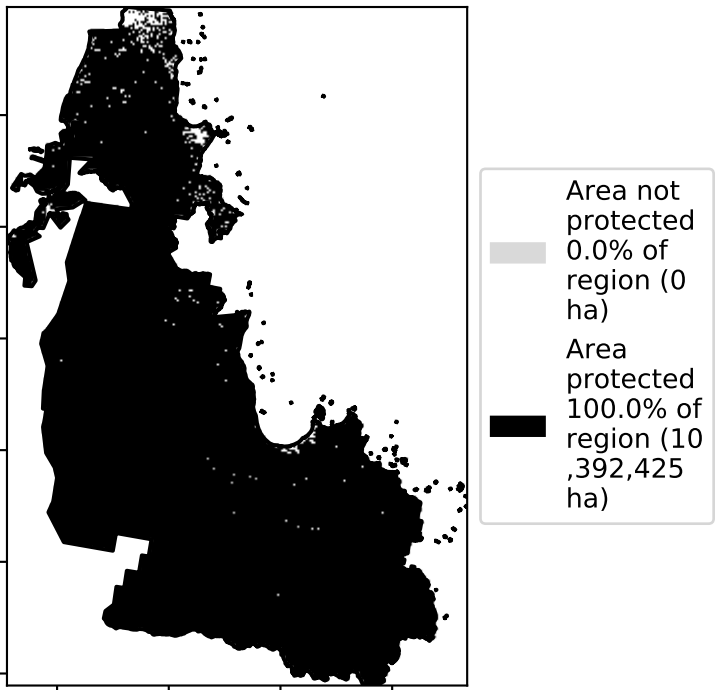 Area not
protected
0.0% of
region (0
ha)
Area
protected
100.0% of
region (10
,392,425
ha)